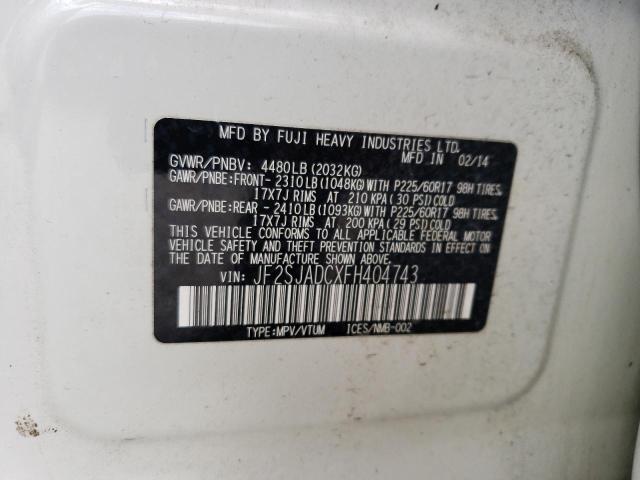 MFD BY FUJI HEAVY INDUSTRIES LTD.
MFD IN 02/14
GVWR/PNBV: 4480LB (2032KG)
GAWR/PNBE:FRONT- 2310LB (1048KG) WITH P225/60R17 98H TIRES,
17X7J RIMS AT 210 KPA (30 PSI) COLD
GAWR/PNBE:REAR - 2410LB (1093KG) WITH P225/60R17 98H TIRES,
17X7J RIMS AT 200 KPA (29 PSI) COLD
THIS VEHICLE CONFORMS TO ALL APPLICABLE FEDERAL MOTOR
VEHICLE SAFETY AND THEFT PREVENTION STANDARDS IN EFFECT ON
THE DATE OF MANUFACTURE SHOWN ABOVE.
VIN: JF2SJADCXFH404743
TYPE:MPV/VTUM ICES/NMB-002